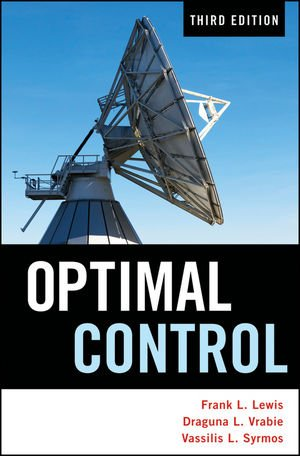 THIRD EDITION
OPTIMAL
CONTROL
Frank L. Lewis
Draguna L. Vrabie
Vassilis L. Syrmos